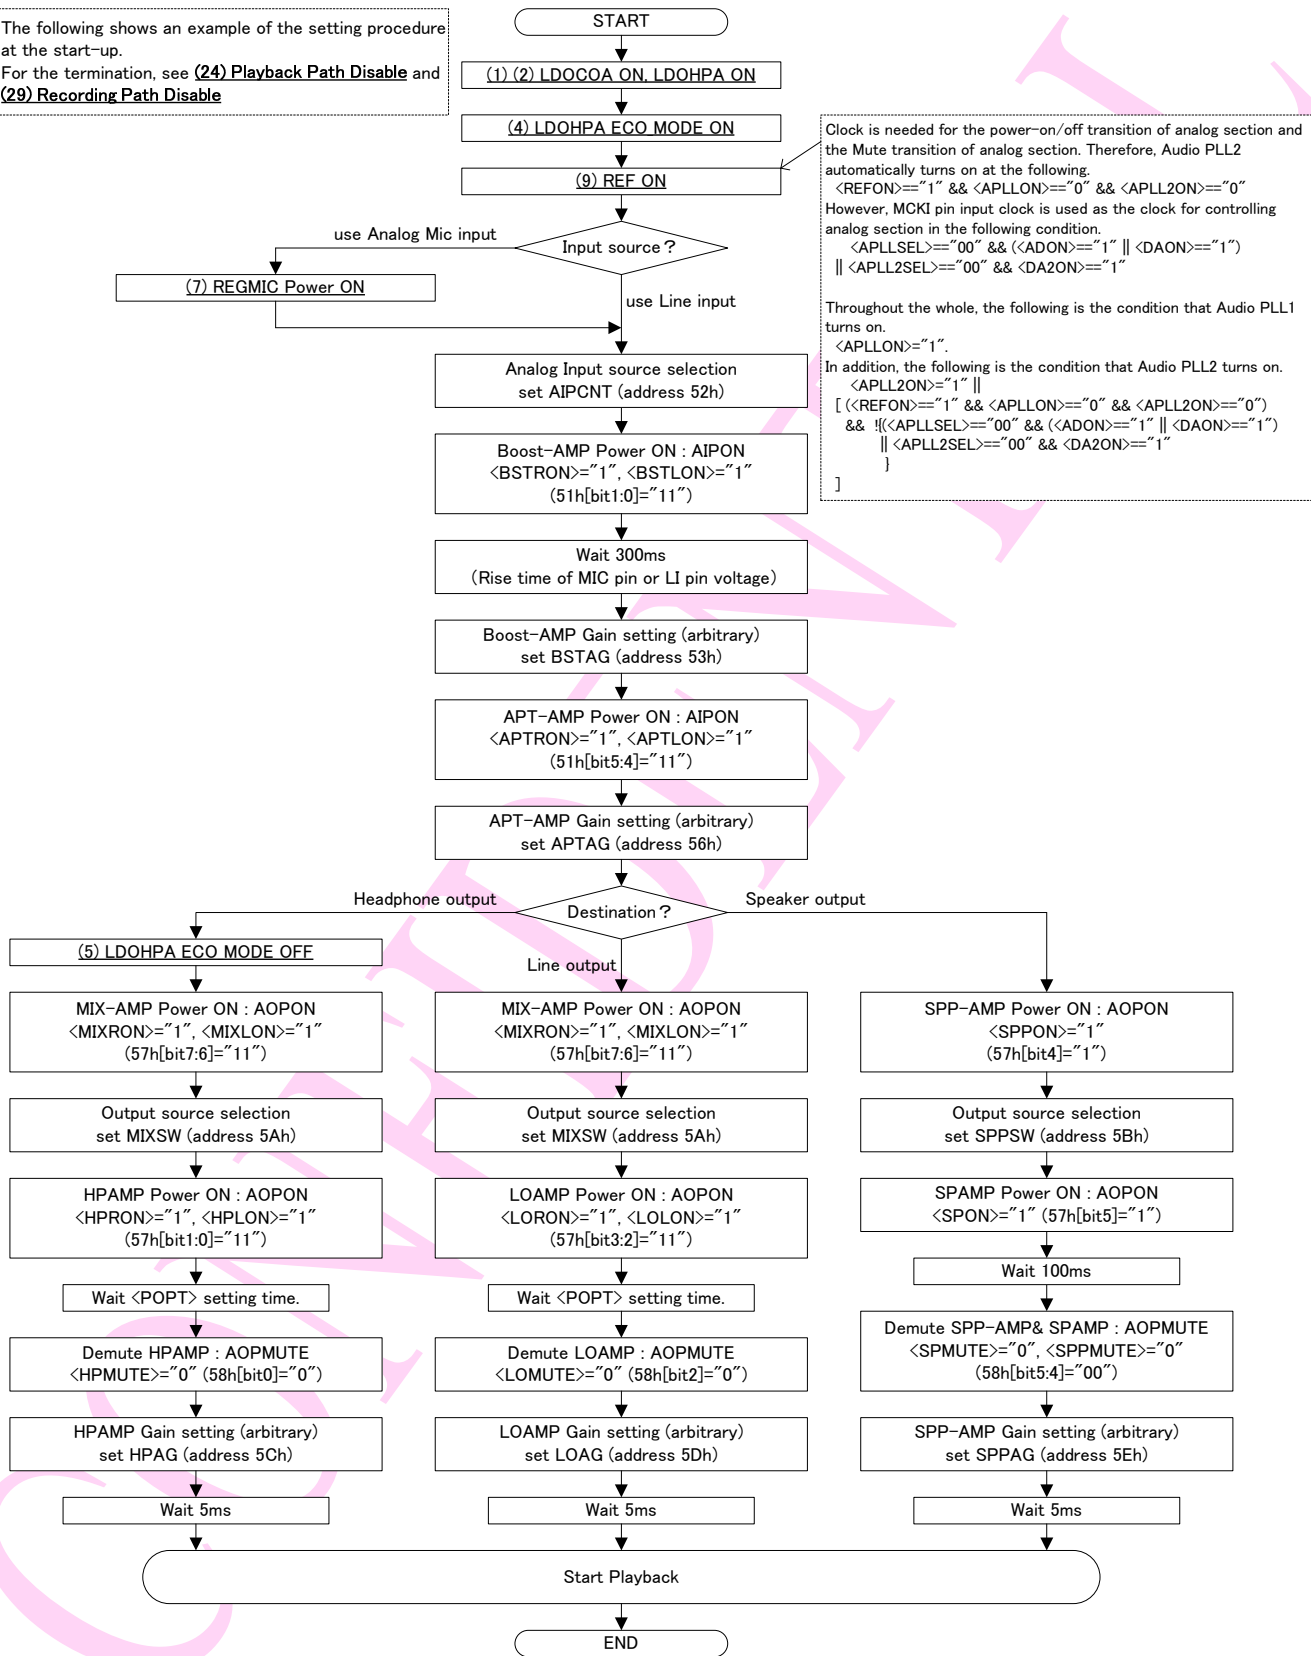 The following shows an example of the setting procedure
at the start-up.
For the termination, see (24) Playback Path Disable and
(29) Recording Path Disable
START
(1) (2) LDOCOA ON, LDOHPA ON
(4) LDOHPA ECO MODE ON
(9) REF ON
Clock is needed for the power-on/off transition of analog section and
the Mute transition of analog section. Therefore, Audio PLL2
automatically turns on at the following.
<REFON>=="1" && <APLLON>=="0" && <APLL2ON>=="0"
However, MCKI pin input clock is used as the clock for controlling
analog section in the following condition.
<APLLSEL>=="00" && (<ADON>=="1" || <DAON>=="1")
|| <APLL2SEL>=="00" && <DA2ON>=="1"
Throughout the whole, the following is the condition that Audio PLL1
turns on.
<APLLON>="1".
In addition, the following is the condition that Audio PLL2 turns on.
<APLL2ON>="1" ||
[ (<REFON>=="1" && <APLLON>=="0" && <APLL2ON>=="0")
&& !{(<APLLSEL>=="00" && (<ADON>=="1" || <DAON>=="1")
|| <APLL2SEL>=="00" && <DA2ON>=="1"
}
]
Input source?
use Analog Mic input
(7) REGMIC Power ON
use Line input
Analog Input source selection
set AIPCNT (address 52h)
Boost-AMP Power ON : AIPON
<BSTRON>="1", <BSTLON>="1"
(51h[bit1:0]="11")
Wait 300ms
(Rise time of MIC pin or LI pin voltage)
Boost-AMP Gain setting (arbitrary)
set BSTAG (address 53h)
APT-AMP Power ON : AIPON
<APTRON>="1", <APTLON>="1"
(51h[bit5:4]="11")
APT-AMP Gain setting (arbitrary)
set APTAG (address 56h)
Destination?
Headphone output
Line output
Speaker output
(5) LDOHPA ECO MODE OFF
MIX-AMP Power ON : AOPON
<MIXRON>="1", <MIXLON>="1"
(57h[bit7:6]="11")
Output source selection
set MIXSW (address 5Ah)
HPAMP Power ON : AOPON
<HPRON>="1", <HPLON>="1"
(57h[bit1:0]="11")
Wait <POPT> setting time.
Demute HPAMP : AOPMUTE
<HPMUTE>="0" (58h[bit0]="0")
HPAMP Gain setting (arbitrary)
set HPAG (address 5Ch)
Wait 5ms
MIX-AMP Power ON : AOPON
<MIXRON>="1", <MIXLON>="1"
(57h[bit7:6]="11")
Output source selection
set MIXSW (address 5Ah)
LOAMP Power ON : AOPON
<LORON>="1", <LOLON>="1"
(57h[bit3:2]="11")
Wait <POPT> setting time.
Demute LOAMP : AOPMUTE
<LOMUTE>="0" (58h[bit2]="0")
LOAMP Gain setting (arbitrary)
set LOAG (address 5Dh)
Wait 5ms
SPP-AMP Power ON : AOPON
<SPPON>="1"
(57h[bit4]="1")
Output source selection
set SPPSW (address 5Bh)
SPAMP Power ON : AOPON
<SPON>="1" (57h[bit5]="1")
Wait 100ms
Demute SPP-AMP& SPAMP : AOPMUTE
<SPMUTE>="0", <SPPMUTE>="0"
(58h[bit5:4]="00")
SPP-AMP Gain setting (arbitrary)
set SPPAG (address 5Eh)
Wait 5ms
Start Playback
END